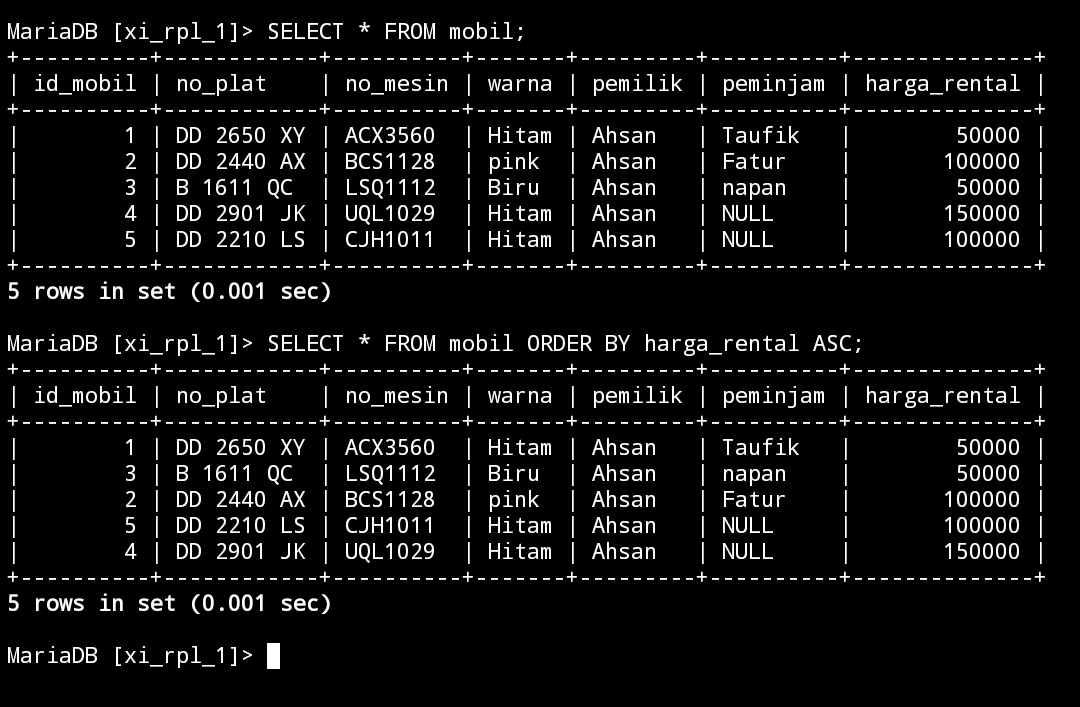 MariaDB [xi_rpl_1]> SELECT * FROM mobil;
+----------+------------+----------+-------+---------+----------+--------------+
| id_mobil | no_plat    | no_mesin | warna | pemilik | peminjam | harga_rental |
+----------+------------+----------+-------+---------+----------+--------------+
|        1 | DD 2650 XY | ACX3560  | Hitam | Ahsan   | Taufik   |        50000 |
|        2 | DD 2440 AX | BCS1128  | pink  | Ahsan   | Fatur    |       100000 |
|        3 | B 1611 QC  | LSQ1112  | Biru  | Ahsan   | napan    |        50000 |
|        4 | DD 2901 JK | UQL1029  | Hitam | Ahsan   | NULL     |       150000 |
|        5 | DD 2210 LS | CJH1011  | Hitam | Ahsan   | NULL     |       100000 |
+----------+------------+----------+-------+---------+----------+--------------+
5 rows in set (0.001 sec)

MariaDB [xi_rpl_1]> SELECT * FROM mobil ORDER BY harga_rental ASC;
+----------+------------+----------+-------+---------+----------+--------------+
| id_mobil | no_plat    | no_mesin | warna | pemilik | peminjam | harga_rental |
+----------+------------+----------+-------+---------+----------+--------------+
|        1 | DD 2650 XY | ACX3560  | Hitam | Ahsan   | Taufik   |        50000 |
|        3 | B 1611 QC  | LSQ1112  | Biru  | Ahsan   | napan    |        50000 |
|        2 | DD 2440 AX | BCS1128  | pink  | Ahsan   | Fatur    |       100000 |
|        5 | DD 2210 LS | CJH1011  | Hitam | Ahsan   | NULL     |       100000 |
|        4 | DD 2901 JK | UQL1029  | Hitam | Ahsan   | NULL     |       150000 |
+----------+------------+----------+-------+---------+----------+--------------+
5 rows in set (0.001 sec)

MariaDB [xi_rpl_1]>